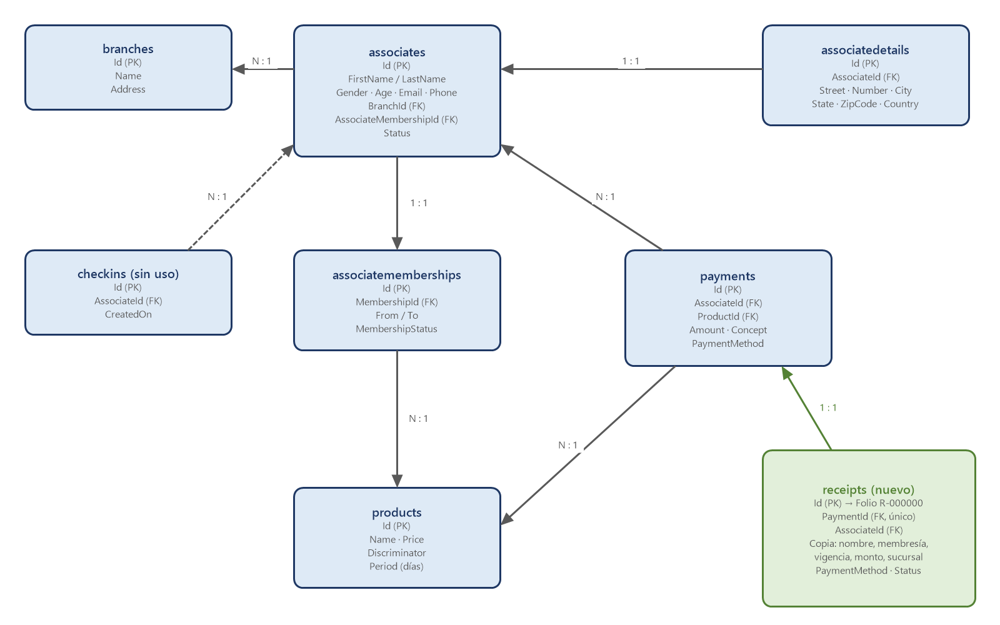 branches
Id (PK)
Name
Address
N : 1
associates
Id (PK)
FirstName / LastName
Gender · Age · Email · Phone
BranchId (FK)
AssociateMembershipId (FK)
Status
1 : 1
associatedetails
Id (PK)
AssociateId (FK)
Street · Number · City
State · ZipCode · Country
N : 1
1 : 1
N : 1
checkins (sin uso)
Id (PK)
AssociateId (FK)
CreatedOn
associatememberships
Id (PK)
MembershipId (FK)
From / To
MembershipStatus
payments
Id (PK)
AssociateId (FK)
ProductId (FK)
Amount · Concept
PaymentMethod
N : 1
N : 1
1 : 1
products
Id (PK)
Name · Price
Discriminator
Period (días)
receipts (nuevo)
Id (PK) → Folio R-000000
PaymentId (FK, único)
AssociateId (FK)
Copia: nombre, membresía,
vigencia, monto, sucursal
PaymentMethod · Status